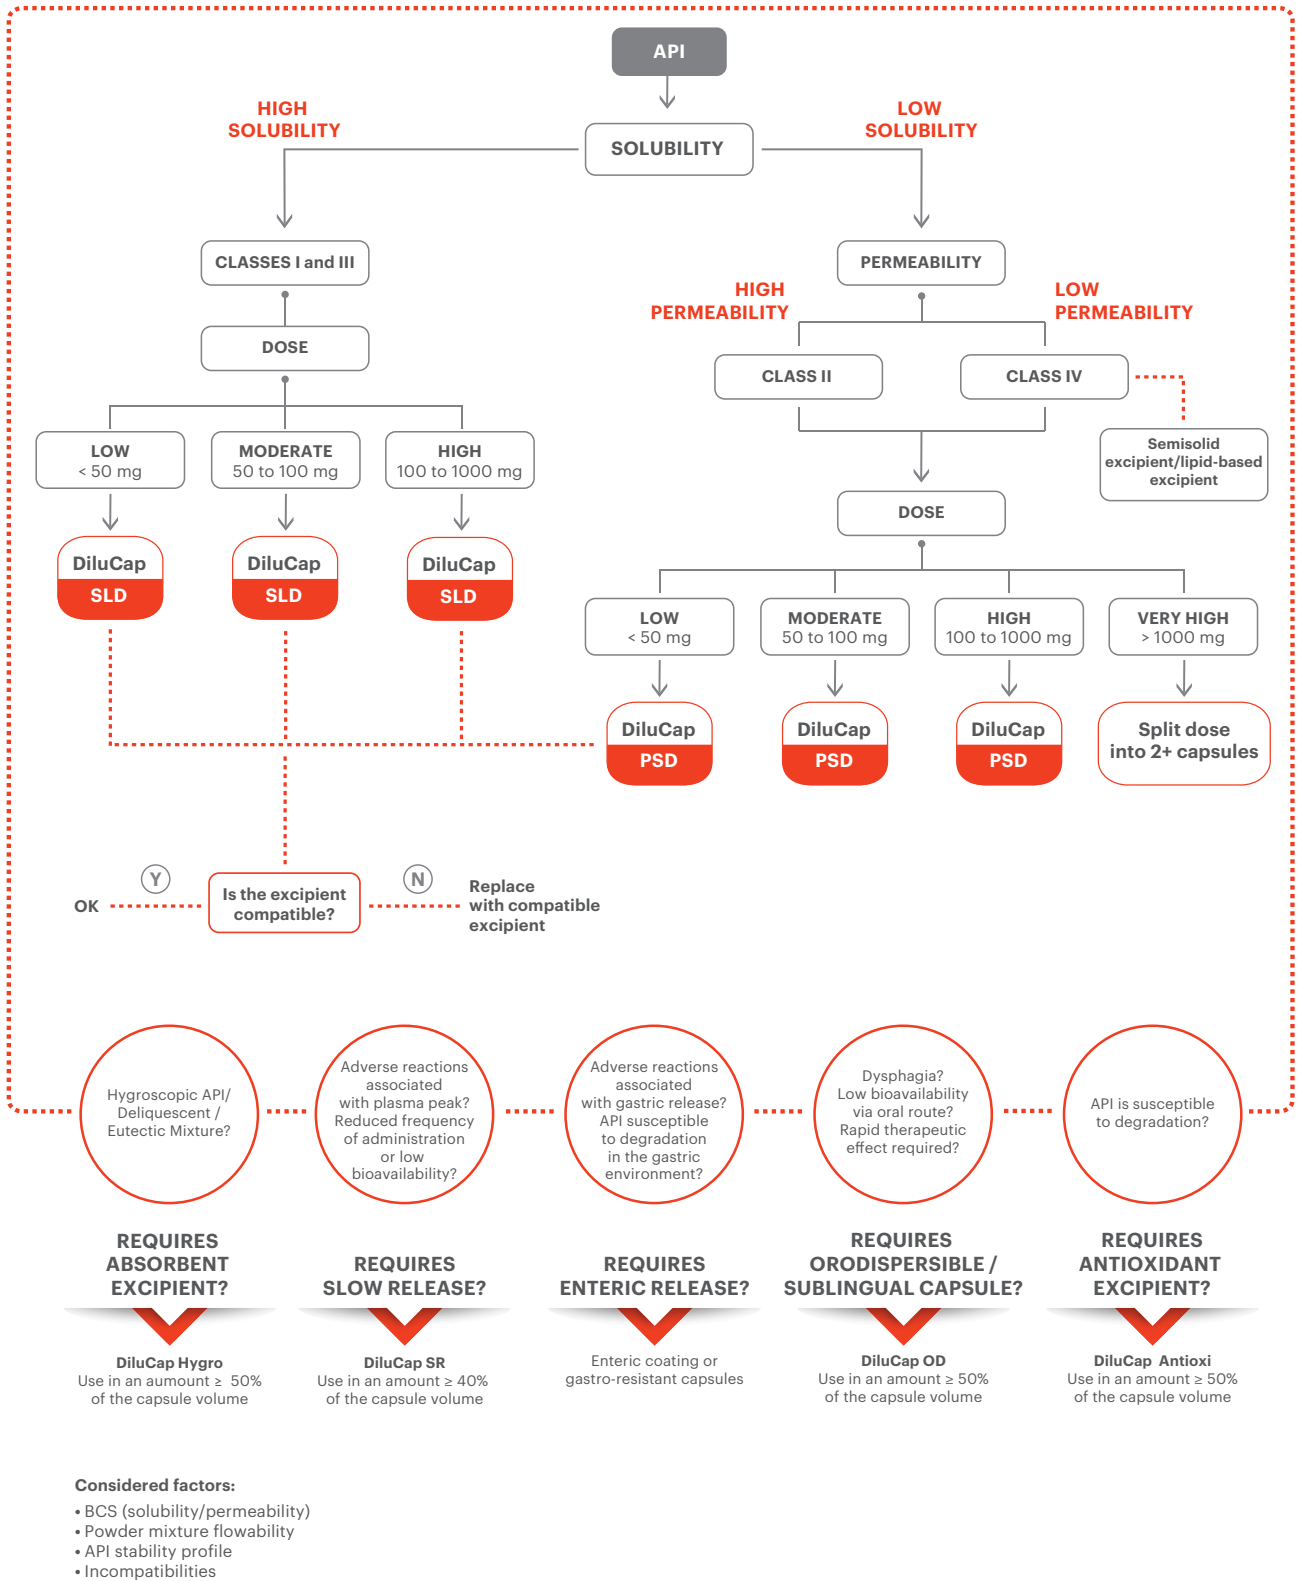 API
HIGH
SOLUBILITY
LOW
SOLUBILITY
SOLUBILITY
CLASSES I and III
PERMEABILITY
HIGH
PERMEABILITY
LOW
PERMEABILITY
DOSE
CLASS II
CLASS IV
LOW
< 50 mg
MODERATE
50 to 100 mg
HIGH
100 to 1000 mg
Semisolid
excipient/lipid-based
excipient
DOSE
DiluCap
SLD
DiluCap
SLD
DiluCap
SLD
LOW
< 50 mg
MODERATE
50 to 100 mg
HIGH
100 to 1000 mg
VERY HIGH
> 1000 mg
DiluCap
PSD
DiluCap
PSD
DiluCap
PSD
Split dose
into 2+ capsules
Y
N
OK
Is the excipient
compatible?
Replace
with compatible
excipient
Hygroscopic API/
Deliquescent /
Eutectic Mixture?
Adverse reactions
associated
with plasma peak?
Reduced frequency
of administration
or low
bioavailability?
Adverse reactions
associated
with gastric release?
API susceptible
to degradation
in the gastric
environment?
Dysphagia?
Low bioavailability
via oral route?
Rapid therapeutic
effect required?
API is susceptible
to degradation?
REQUIRES
ABSORBENT
EXCIPIENT?
REQUIRES
SLOW RELEASE?
REQUIRES
ENTERIC RELEASE?
REQUIRES
ORODISPERSIBLE /
SUBLINGUAL CAPSULE?
REQUIRES
ANTIOXIDANT
EXCIPIENT?
DiluCap Hygro
Use in an aumount ≥ 50%
of the capsule volume
DiluCap SR
Use in an amount ≥ 40%
of the capsule volume
Enteric coating or
gastro-resistant capsules
DiluCap OD
Use in an amount ≥ 50%
of the capsule volume
DiluCap Antioxi
Use in an amount ≥ 50%
of the capsule volume
Considered factors:
• BCS (solubility/permeability)
• Powder mixture flowability
• API stability profile
• Incompatibilities